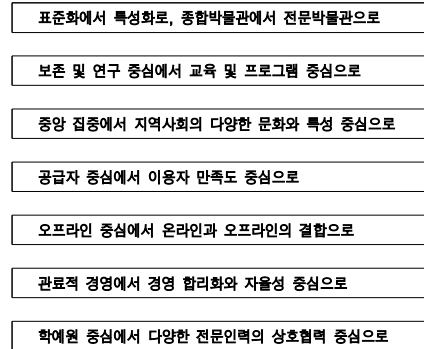 표준화에서 특성화로, 종합박물관에서 전문박물관으로
보존 및 연구 중심에서 교육 및 프로그램 중심으로
중앙 집중에서 지역사회의 다양한 문화와 특성 중심으로
공급자 중심에서 이용자 만족도 중심으로
오프라인 중심에서 온라인과 오프라인의 결합으로
관료적 경영에서 경영 합리화와 자율성 중심으로
학예원 중심에서 다양한 전문인력의 상호협력 중심으로